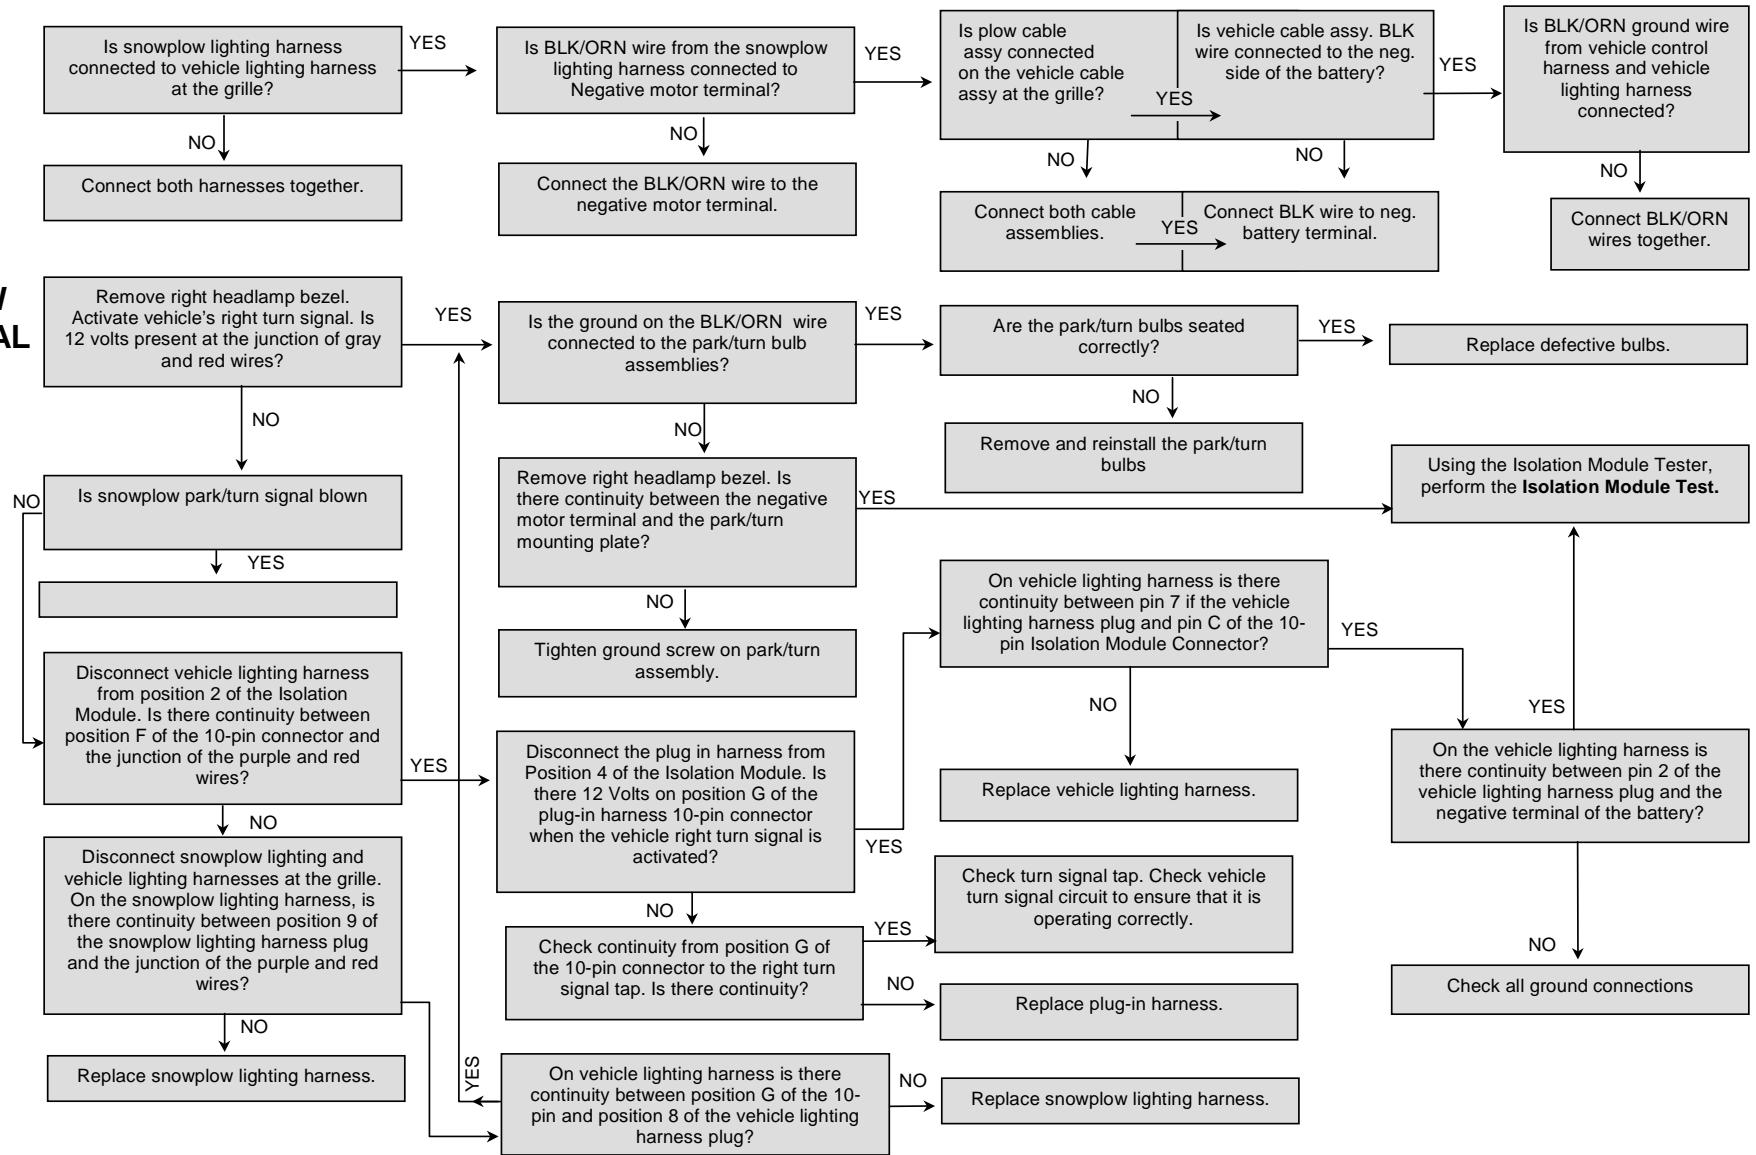 Is snowplow lighting harness
connected to vehicle lighting harness
at the grille?
YES
NO
Connect both harnesses together.
Is BLK/ORN wire from the snowplow
lighting harness connected to
Negative motor terminal?
YES
NO
Connect the BLK/ORN wire to the
negative motor terminal.
Is plow cable
assy connected
on the vehicle cable
assy at the grille?
YES
NO
Is vehicle cable assy. BLK
wire connected to the neg.
side of the battery?
YES
NO
Connect both cable
assemblies.
YES
Connect BLK wire to neg.
battery terminal.
Is BLK/ORN ground wire
from vehicle control
harness and vehicle
lighting harness
connected?
NO
Connect BLK/ORN
wires together.
AL
Remove right headlamp bezel.
Activate vehicle's right turn signal. Is
12 volts present at the junction of gray
and red wires?
YES
NO
Is the ground on the BLK/ORN wire
connected to the park/turn bulb
assemblies?
YES
NO
Are the park/turn bulbs seated
correctly?
YES
NO
Replace defective bulbs.
Remove and reinstall the park/turn
bulbs
Is snowplow park/turn signal blown
NO
YES
Remove right headlamp bezel. Is
there continuity between the negative
motor terminal and the park/turn
mounting plate?
YES
NO
Using the Isolation Module Tester,
perform the Isolation Module Test.
Tighten ground screw on park/turn
assembly.
On vehicle lighting harness is there
continuity between pin 7 if the vehicle
lighting harness plug and pin C of the 10-
pin Isolation Module Connector?
YES
NO
Replace vehicle lighting harness.
Disconnect vehicle lighting harness
from position 2 of the Isolation
Module. Is there continuity between
position F of the 10-pin connector and
the junction of the purple and red
wires?
YES
NO
Disconnect the plug in harness from
Position 4 of the Isolation Module. Is
there 12 Volts on position G of the
plug-in harness 10-pin connector
when the vehicle right turn signal is
activated?
YES
NO
On the vehicle lighting harness is
there continuity between pin 2 of the
vehicle lighting harness plug and the
negative terminal of the battery?
YES
NO
Check all ground connections
Disconnect snowplow lighting and
vehicle lighting harnesses at the grille.
On the snowplow lighting harness, is
there continuity between position 9 of
the snowplow lighting harness plug
and the junction of the purple and red
wires?
NO
Replace snowplow lighting harness.
Check continuity from position G of
the 10-pin connector to the right turn
signal tap. Is there continuity?
YES
NO
Check turn signal tap. Check vehicle
turn signal circuit to ensure that it is
operating correctly.
Replace plug-in harness.
YES
On vehicle lighting harness is there
continuity between position G of the 10-
pin and position 8 of the vehicle lighting
harness plug?
NO
Replace snowplow lighting harness.